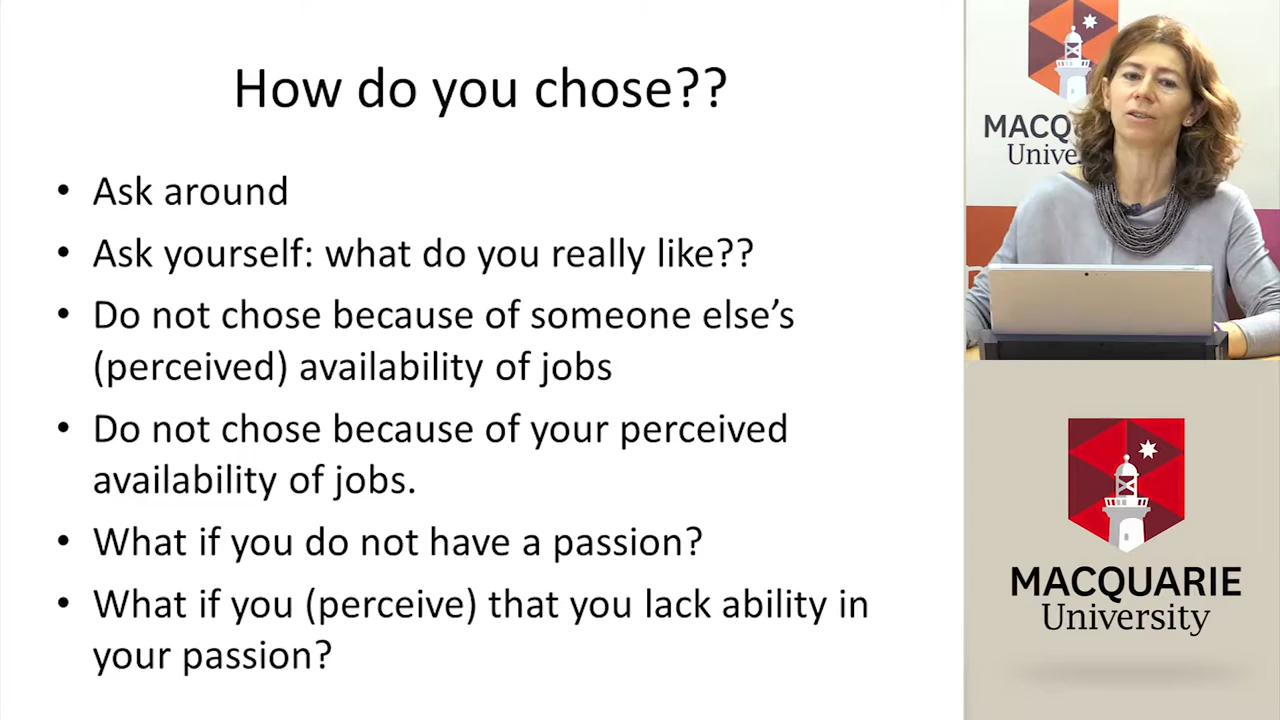 How do you chose??
• Ask around
• Ask yourself: what do you really like??
• Do not chose because of someone else’s
(perceived) availability of jobs
• Do not chose because of your perceived
availability of jobs.
• What if you do not have a passion?
• What if you (perceive) that you lack ability in
your passion?
MACQ
Unive
MACQUARIE
University